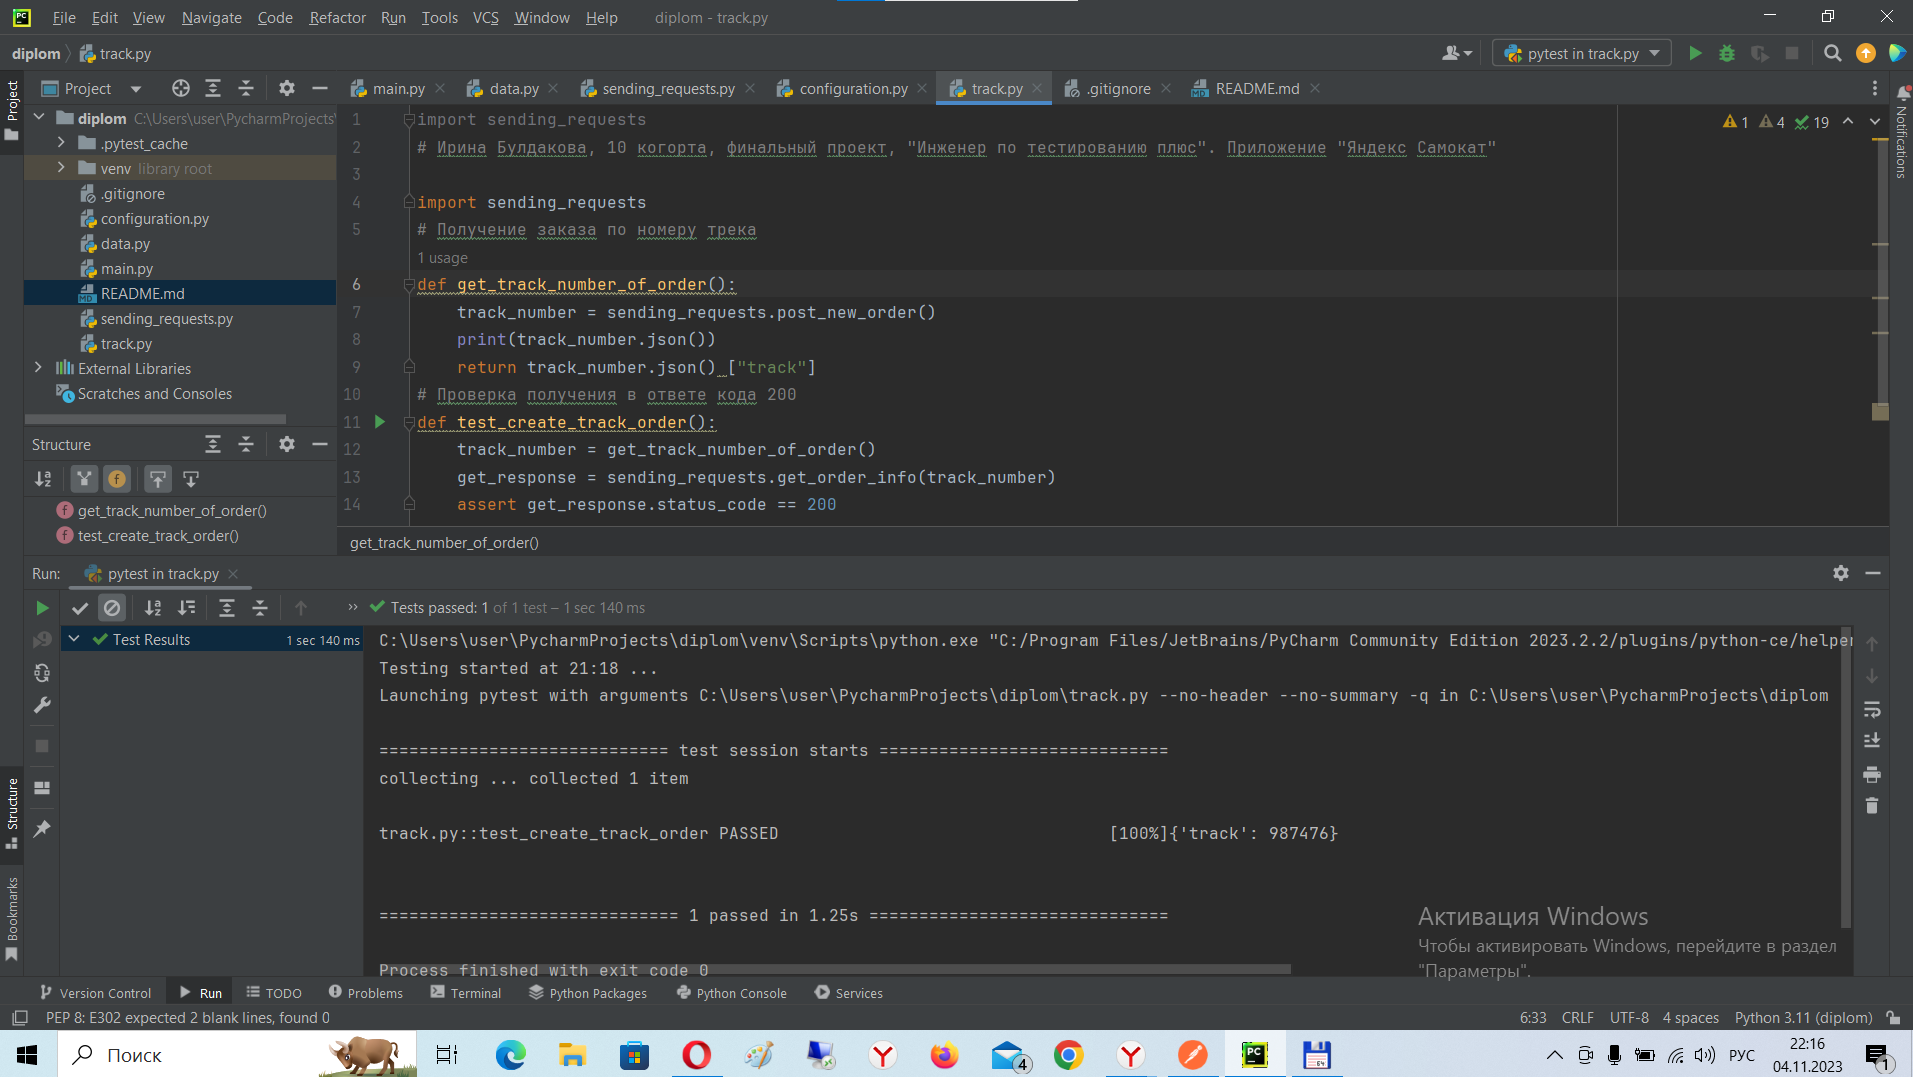 File Edit View Navigate Code Refactor Run Tools VCS Window Help diplom - track.py
diplom track.py
pytest in track.py
Project
main.py data.py sending_requests.py configuration.py track.py .gitignore README.md
Project
Notifications
diplom C:\Users\user\PycharmProjects\
.pytest_cache
venv library root
.gitignore
configuration.py
data.py
main.py
README.md
sending_requests.py
track.py
External Libraries
Scratches and Consoles
1 import sending_requests
1 4 19
2 # Ирина Булдакова, 10 когорта, финальный проект, "Инженер по тестированию плюс". Приложение "Яндекс Самокат"
3
4 import sending_requests
5 # Получение заказа по номеру трека
1 usage
6 def get_track_number_of_order():
7 track_number = sending_requests.post_new_order()
8 print(track_number.json())
9 return track_number.json() ["track"]
10 # Проверка получения в ответе кода 200
11 def test_create_track_order():
12 track_number = get_track_number_of_order()
13 get_response = sending_requests.get_order_info(track_number)
14 assert get_response.status_code == 200
get_track_number_of_order()
Structure
get_track_number_of_order()
test_create_track_order()
Run: pytest in track.py
Tests passed: 1 of 1 test – 1 sec 140 ms
Test Results 1 sec 140 ms
C:\Users\user\PycharmProjects\diplom\venv\Scripts\python.exe "C:/Program Files/JetBrains/PyCharm Community Edition 2023.2.2/plugins/python-ce/helper
Testing started at 21:18 ...
Launching pytest with arguments C:\Users\user\PycharmProjects\diplom\track.py --no-header --no-summary -q in C:\Users\user\PycharmProjects\diplom
============================= test session starts =============================
collecting ... collected 1 item
track.py::test_create_track_order PASSED [100%]{'track': 987476}
============================== 1 passed in 1.25s ==============================
Process finished with exit code 0
Активация Windows
Чтобы активировать Windows, перейдите в раздел
"Параметры".
Structure
Bookmarks
Version Control Run TODO Problems Terminal Python Packages Python Console Services
PEP 8: E302 expected 2 blank lines, found 0
6:33 CRLF UTF-8 4 spaces Python 3.11 (diplom)
Поиск
4
РУС
22:16
04.11.2023
1